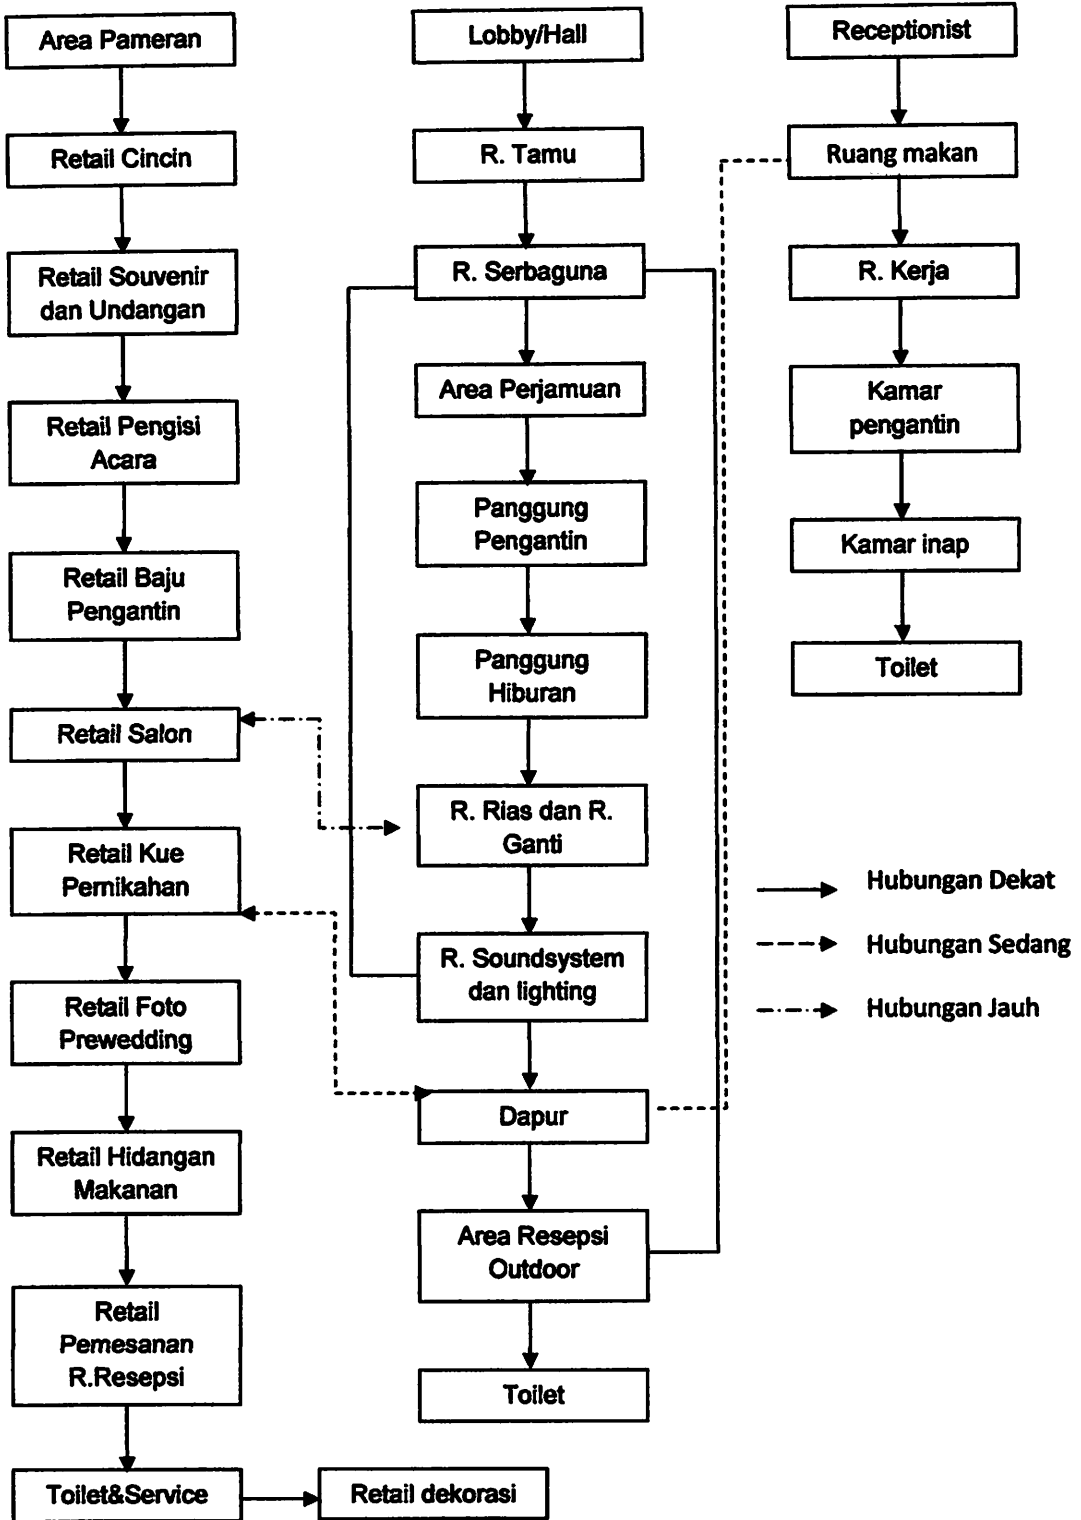 Area Pameran
Retail Cincin
Retail Souvenir
dan Undangan
Retail Pengisi
Acara
Retail Baju
Pengantin
Retail Salon
Retail Kue
Pernikahan
Retail Foto
Prewedding
Retail Hidangan
Makanan
Retail
Pemesanan
R.Resepsi
Toilet&Service
Retail dekorasi
Lobby/Hall
R. Tamu
R. Serbaguna
Area Perjamuan
Panggung
Pengantin
Panggung
Hiburan
R. Rias dan R.
Ganti
R. Soundsystem
dan lighting
Dapur
Area Resepsi
Outdoor
Toilet
Receptionist
Ruang makan
R. Kerja
Kamar
pengantin
Kamar inap
Toilet
Hubungan Dekat
Hubungan Sedang
Hubungan Jauh